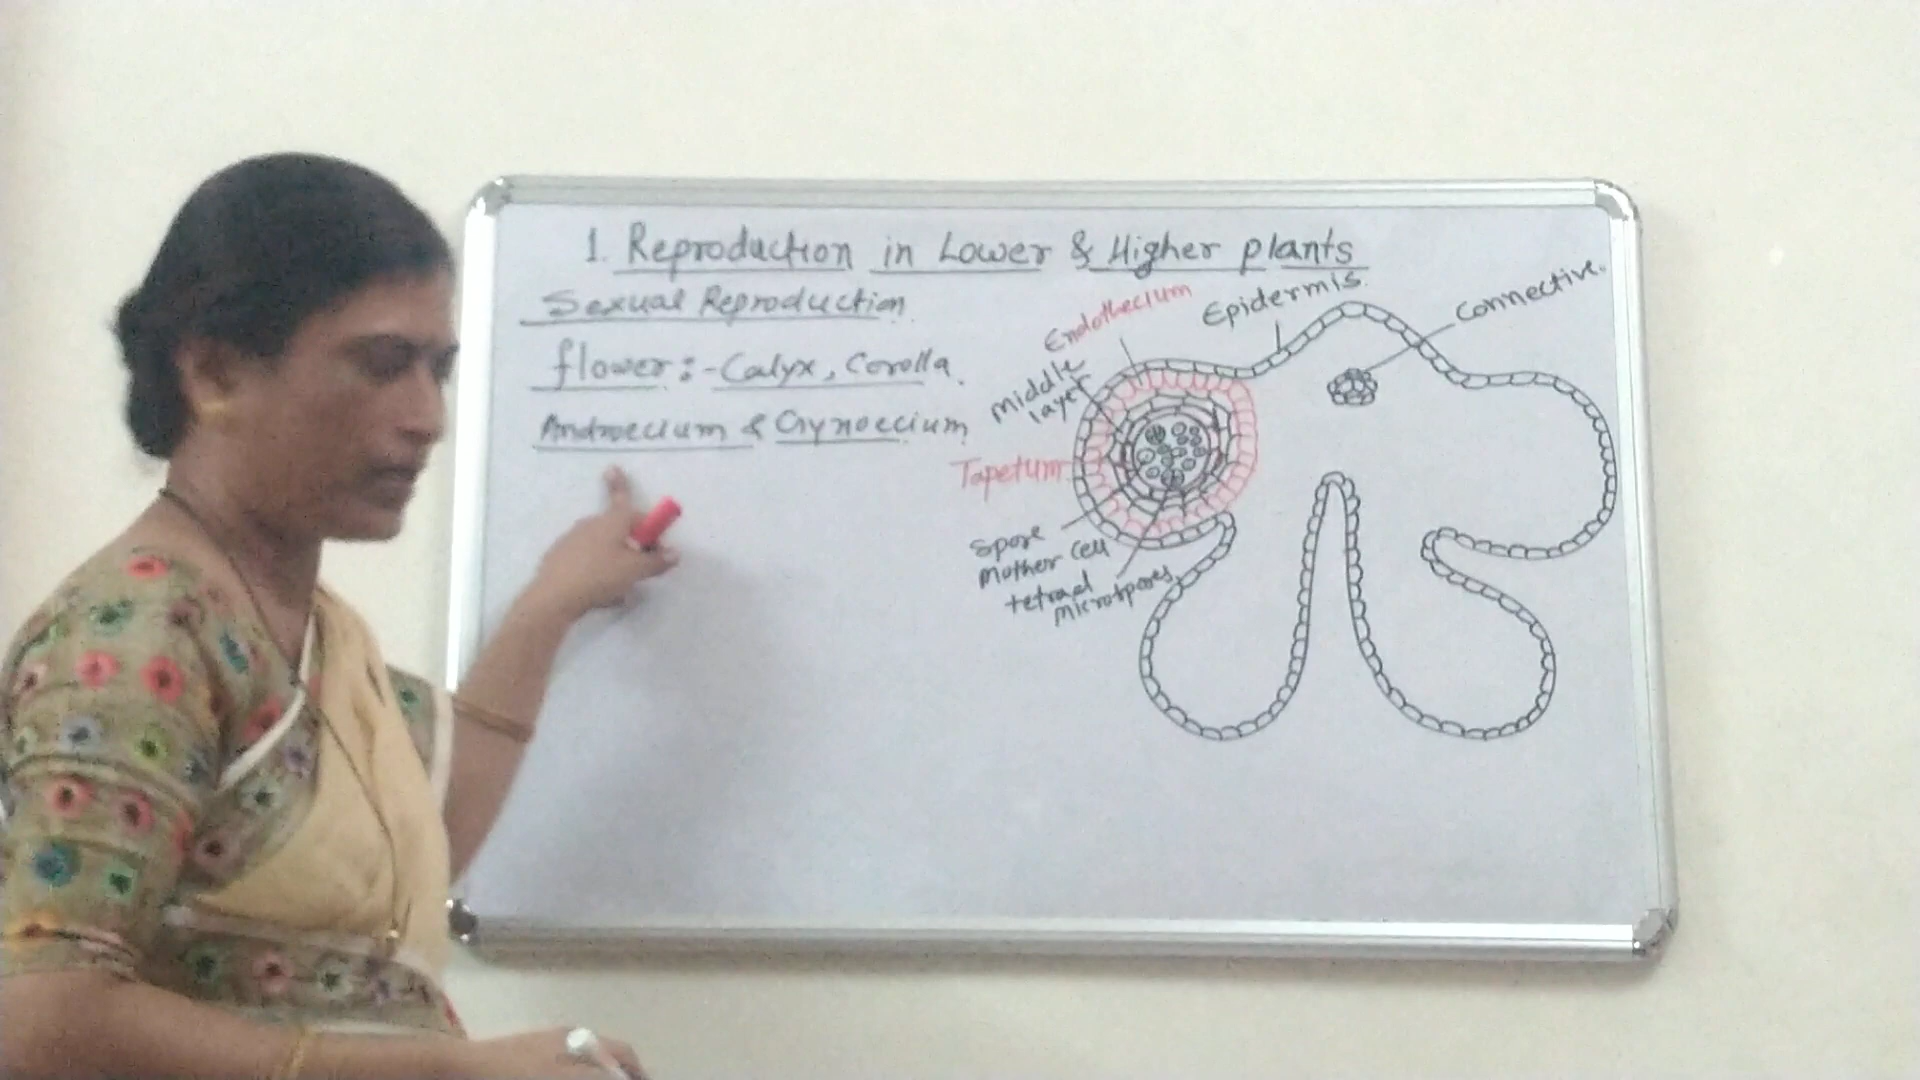 1. Reproduction in Lower & Higher plants
Sexual Reproduction
flower :- Calyx, Corolla
Androecium & Gynoecium
Endothecium
Epidermis
Connective.
middle
layer
Tapetum
Spore
Mother cell
tetrad
microspores